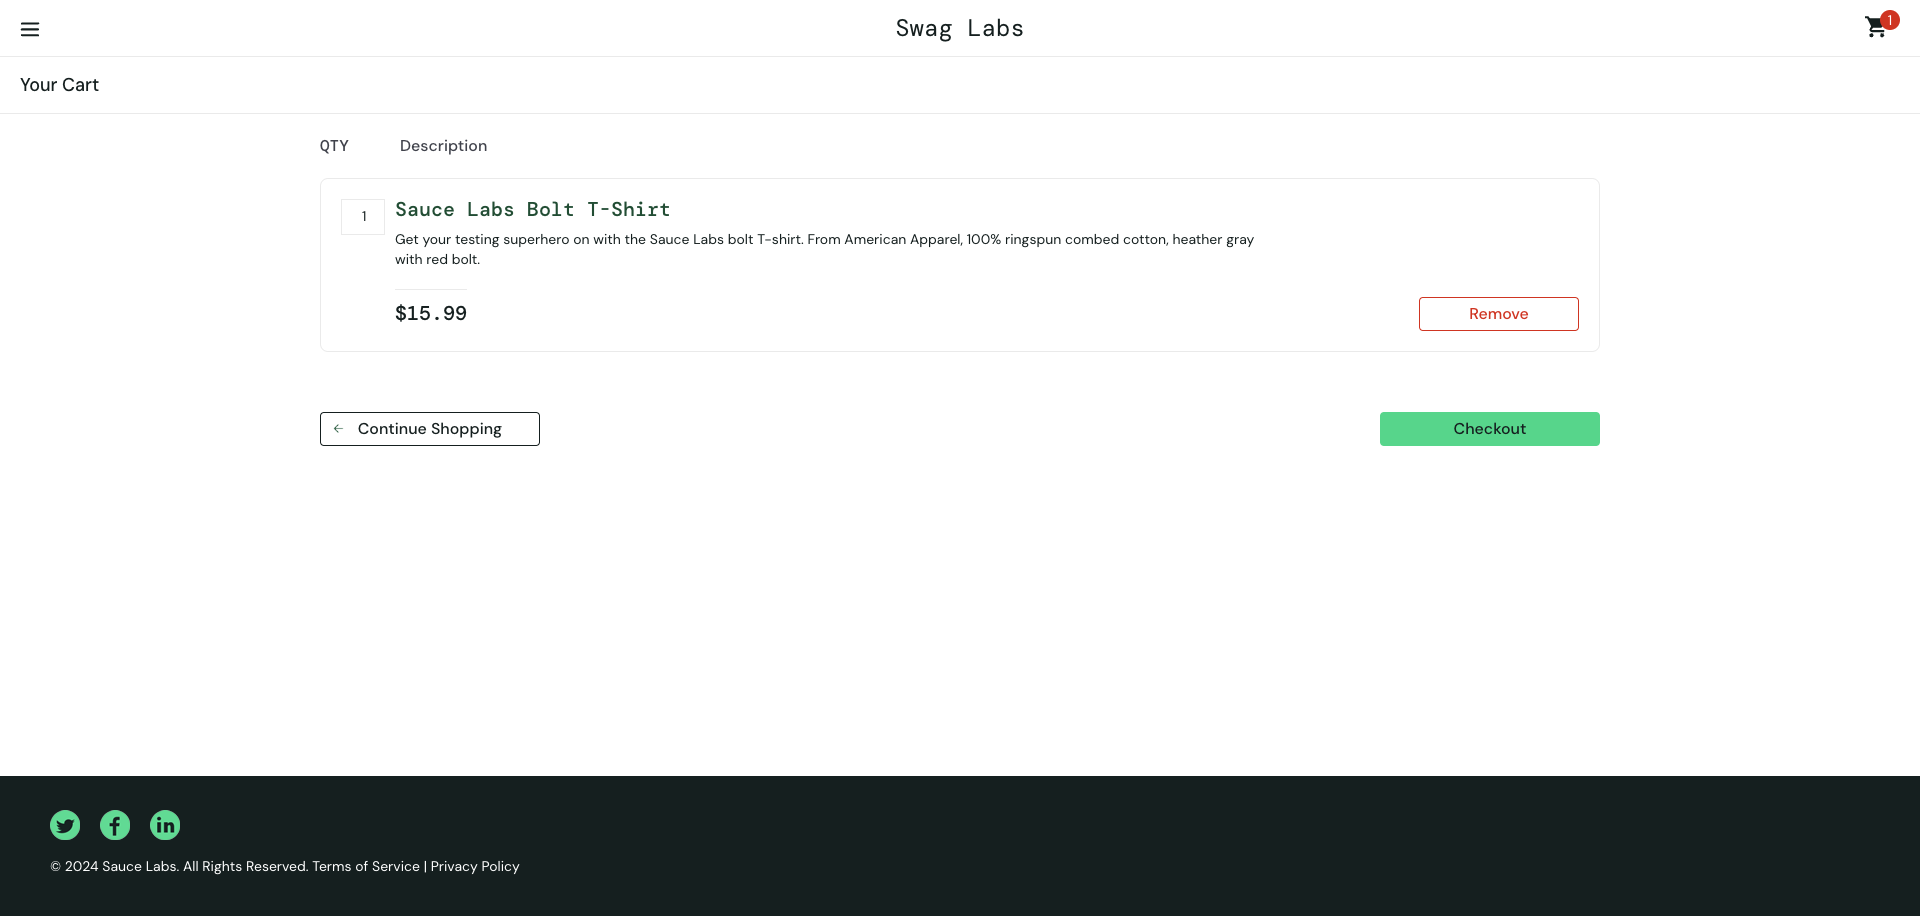 Swag Labs
1
Your Cart
QTY
Description
1
Sauce Labs Bolt T-Shirt
Get your testing superhero on with the Sauce Labs bolt T-shirt. From American Apparel, 100% ringspun combed cotton, heather gray
with red bolt.
$15.99
Remove
Continue Shopping
Checkout
© 2024 Sauce Labs. All Rights Reserved. Terms of Service | Privacy Policy